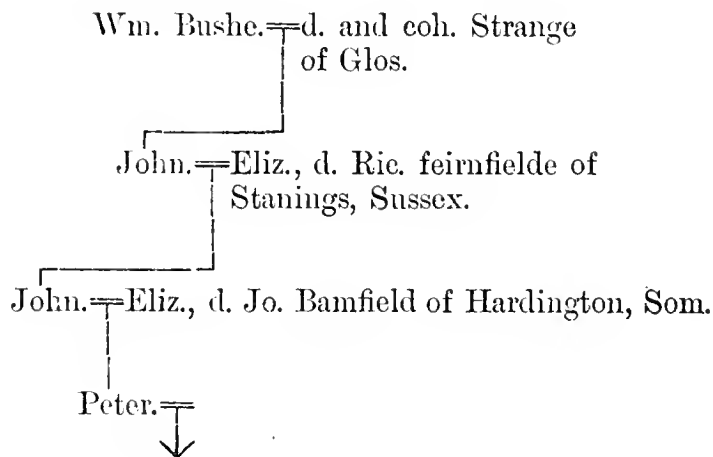 Wm. Bushe.=d. and coh. Strange
of Glos.
John.=Eliz., d. Ric. feirnfielde of
Stanings, Sussex.
John.=Eliz., d. Jo. Bamfield of Hardington, Som.
Peter.=